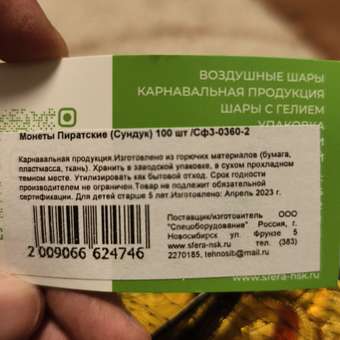 ВОЗДУШНЫЕ ШАРЫ
КАРНАВАЛЬНАЯ ПРОДУКЦИЯ
ШАРЫ С ГЕЛИЕМ
УПАКОВКА
Монеты Пиратские (Сундук) 100 шт /Сф3-0360-2
Карнавальная продукция.Изготовлено из горючих материалов (бумага,
пластмасса, ткань). Хранить в заводской упаковке, в сухом прохладном
темном месте. Утилизировать как бытовой отход. Срок годности
производителем не ограничен.Товар не подлежит обязательной
сертификации. Для детей старше 5 лет.Изготовлено: Апрель 2023 г.
Поставщик/изготовитель ООО
"Спецоборудование" Россия, г.
Новосибирск ул. Фрунзе 5
www.sfera-nsk.ru тел. (383)
2270185, tehnosib@mail.ru
2 009066 624746
www.sfera-nsk.ru